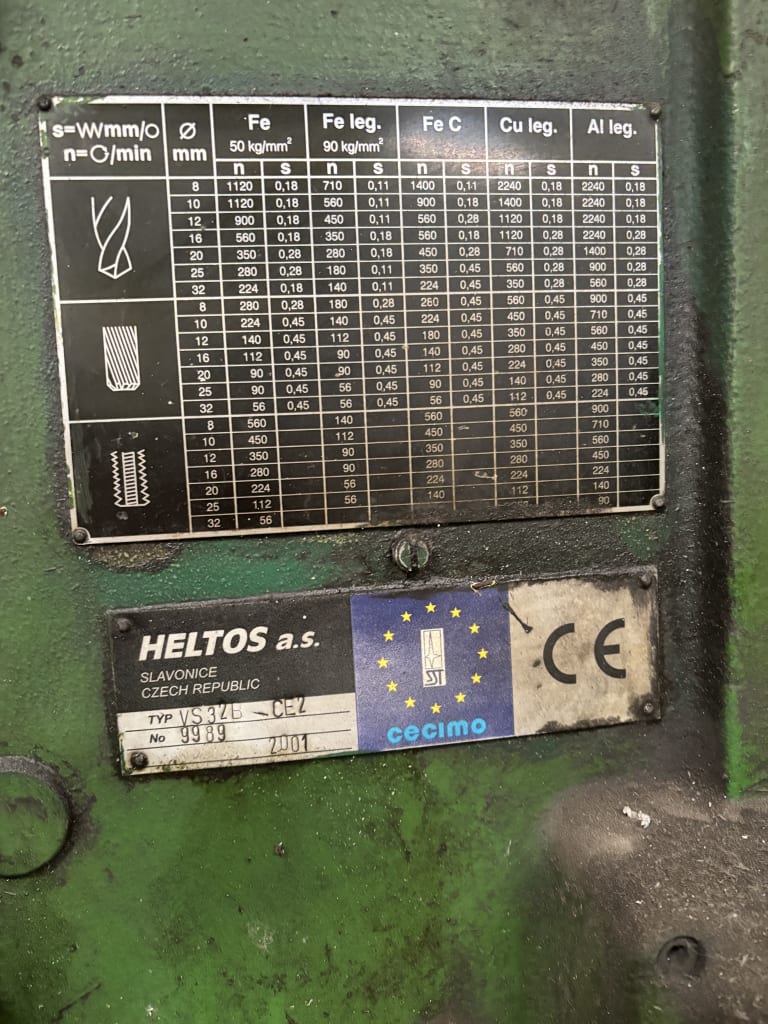 s=mm/○ ø Fe Fe leg. Fe C Cu leg. Al leg.
n=/min mm 50 kg/mm² 90 kg/mm²
n s n s n s n s n s
8 1120 0,18 710 0,11 1400 0,11 2240 0,18 2240 0,18
10 1120 0,18 560 0,11 900 0,18 1400 0,18 2240 0,18
12 900 0,18 450 0,11 560 0,28 1120 0,18 2240 0,18
16 560 0,18 350 0,18 560 0,18 1120 0,28 2240 0,28
20 350 0,28 280 0,18 450 0,28 710 0,28 1400 0,28
25 280 0,28 180 0,11 350 0,45 560 0,28 900 0,28
32 224 0,18 140 0,11 224 0,45 350 0,28 560 0,28
8 280 0,28 180 0,28 280 0,45 560 0,45 900 0,45
10 224 0,45 140 0,45 224 0,45 450 0,45 710 0,45
12 140 0,45 112 0,45 180 0,45 350 0,45 560 0,45
16 112 0,45 90 0,45 140 0,45 280 0,45 450 0,45
20 90 0,45 90 0,45 112 0,45 224 0,45 350 0,45
25 90 0,45 56 0,45 90 0,45 140 0,45 280 0,45
32 56 0,45 56 0,45 56 0,45 112 0,45 224 0,45
8 560 140 560 560 900
10 450 112 450 450 710
12 350 90 350 350 560
16 280 90 280 280 450
20 224 56 224 224 224
25 112 56 140 112 140
32 56 90
HELTOS a.s.
SLAVONICE
CZECH REPUBLIC
TYP VS32B - CE2
No 9989 2001
SST
cecimo
CE